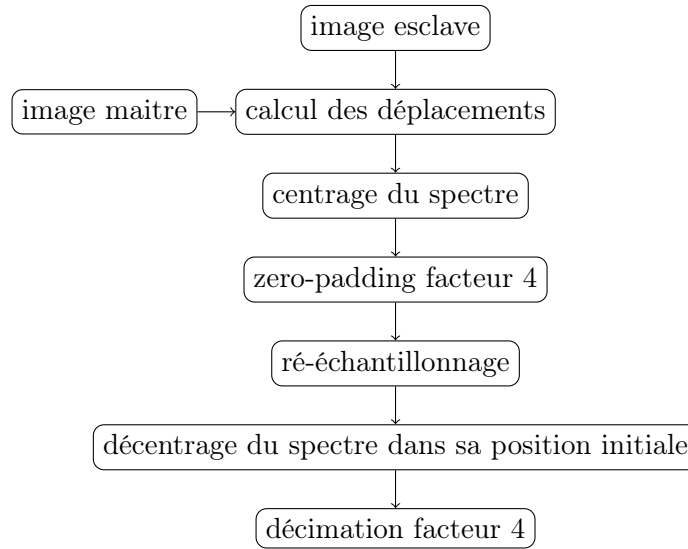 image esclave
image maitre
calcul des déplacements
centrage du spectre
zero-padding facteur 4
ré-échantillonnage
décentrage du spectre dans sa position initiale
décimation facteur 4